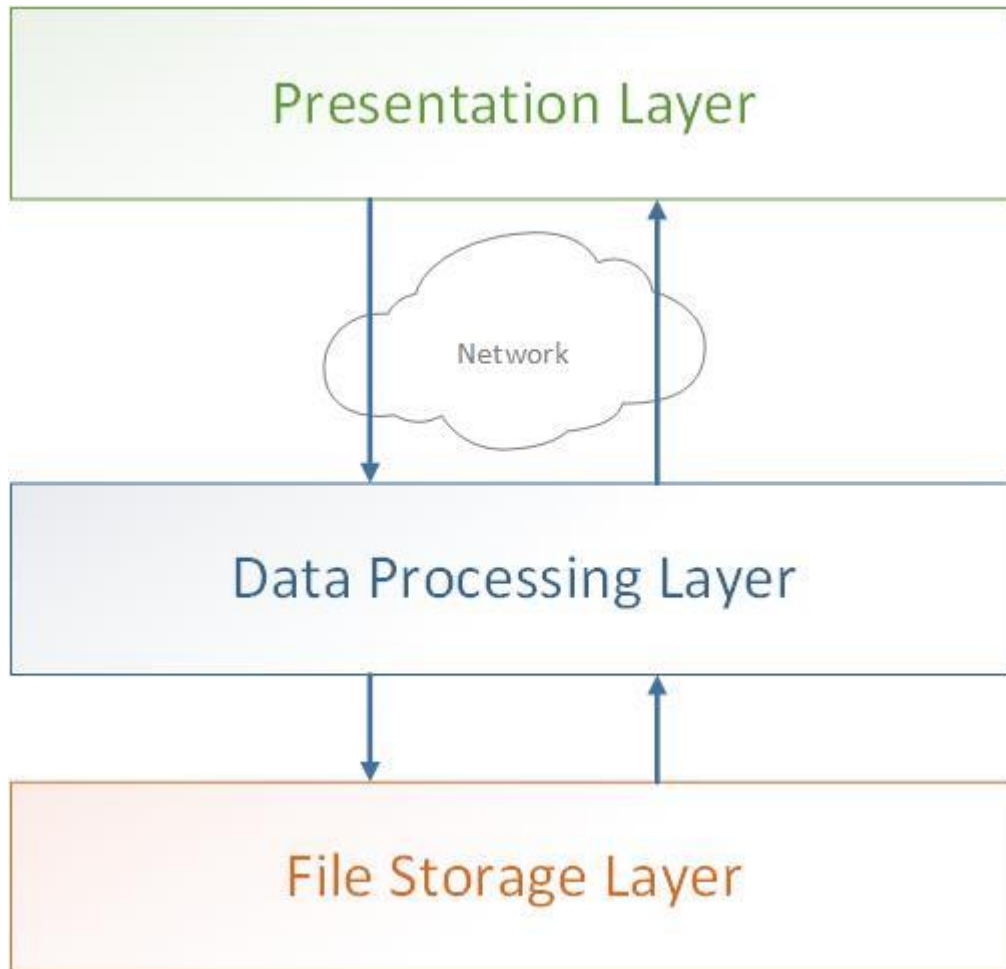 Presentation Layer
Network
Data Processing Layer
File Storage Layer